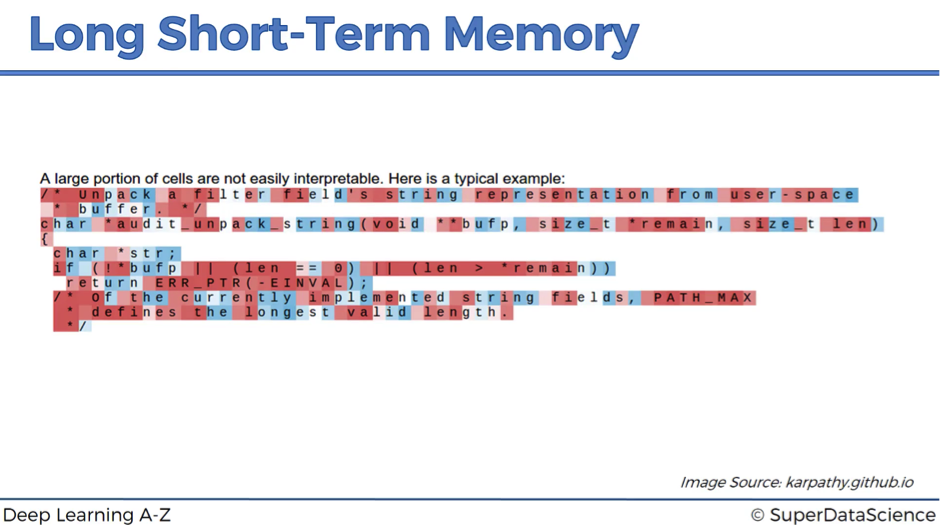 Long Short-Term Memory
A large portion of cells are not easily interpretable. Here is a typical example:
/* Unpack a filter field's string representation from user-space
 * buffer. */
char *audit_unpack_string(void **bufp, size_t *remain, size_t len)
{
 char *str;
 if (!*bufp || (len == 0) || (len > *remain))
  return ERR_PTR(-EINVAL);
 /* Of the currently implemented string fields, PATH_MAX
  * defines the longest valid length.
  */
Image Source: karpathy.github.io
Deep Learning A-Z
© SuperDataScience